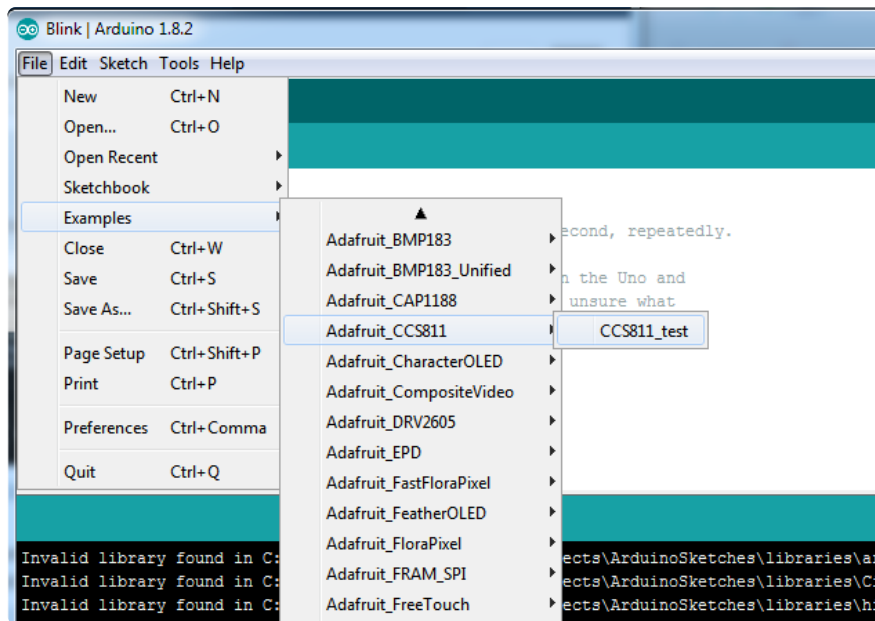 Blink | Arduino 1.8.2
File Edit Sketch Tools Help
New Ctrl+N
Open... Ctrl+O
Open Recent
Sketchbook
Examples
Close Ctrl+W
Save Ctrl+S
Save As... Ctrl+Shift+S
Page Setup Ctrl+Shift+P
Print Ctrl+P
Preferences Ctrl+Comma
Quit Ctrl+Q
Adafruit_BMP183
Adafruit_BMP183_Unified
Adafruit_CAP1188
Adafruit_CCS811
Adafruit_CharacterOLED
Adafruit_CompositeVideo
Adafruit_DRV2605
Adafruit_EPD
Adafruit_FastFloraPixel
Adafruit_FeatherOLED
Adafruit_FloraPixel
Adafruit_FRAM_SPI
Adafruit_FreeTouch
CCS811_test
econd, repeatedly.
n the Uno and
unsure what
Invalid library found in C: ects\ArduinoSketches\libraries\a
Invalid library found in C: ects\ArduinoSketches\libraries\C
Invalid library found in C: ects\ArduinoSketches\libraries\h